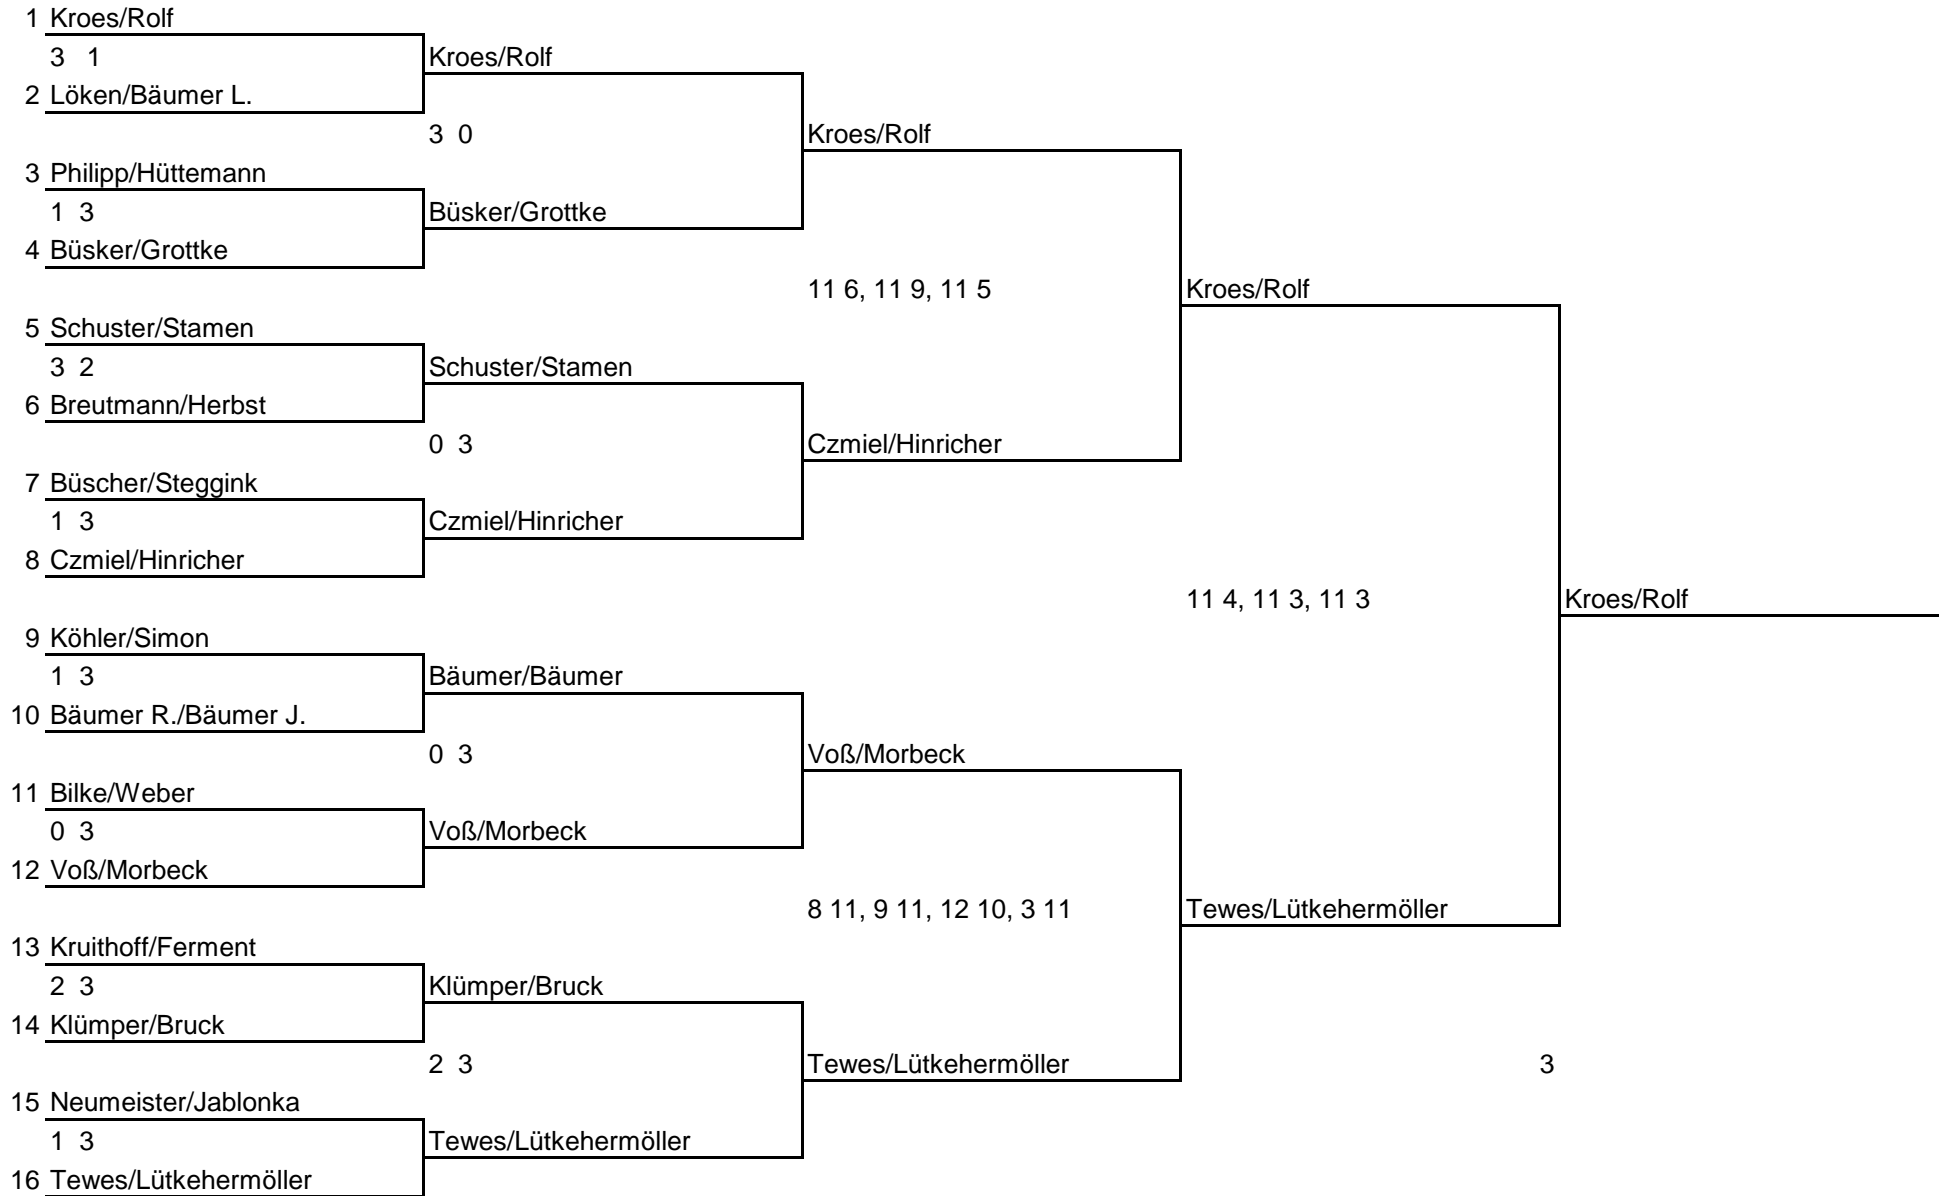 1 Kroes/Rolf
3 1 Kroes/Rolf
2 Löken/Bäumer L.
3 0 Kroes/Rolf
3 Philipp/Hüttemann
1 3 Büsker/Grottke
4 Büsker/Grottke
11 6, 11 9, 11 5 Kroes/Rolf
5 Schuster/Stamen
3 2 Schuster/Stamen
6 Breutmann/Herbst
0 3 Czmiel/Hinricher
7 Büscher/Steggink
1 3 Czmiel/Hinricher
8 Czmiel/Hinricher
11 4, 11 3, 11 3 Kroes/Rolf
9 Köhler/Simon
1 3 Bäumer/Bäumer
10 Bäumer R./Bäumer J.
0 3 Voß/Morbeck
11 Bilke/Weber
0 3 Voß/Morbeck
12 Voß/Morbeck
8 11, 9 11, 12 10, 3 11 Tewes/Lütkehermöller
13 Kruithoff/Ferment
2 3 Klümper/Bruck
14 Klümper/Bruck
2 3 Tewes/Lütkehermöller 3
15 Neumeister/Jablonka
1 3 Tewes/Lütkehermöller
16 Tewes/Lütkehermöller